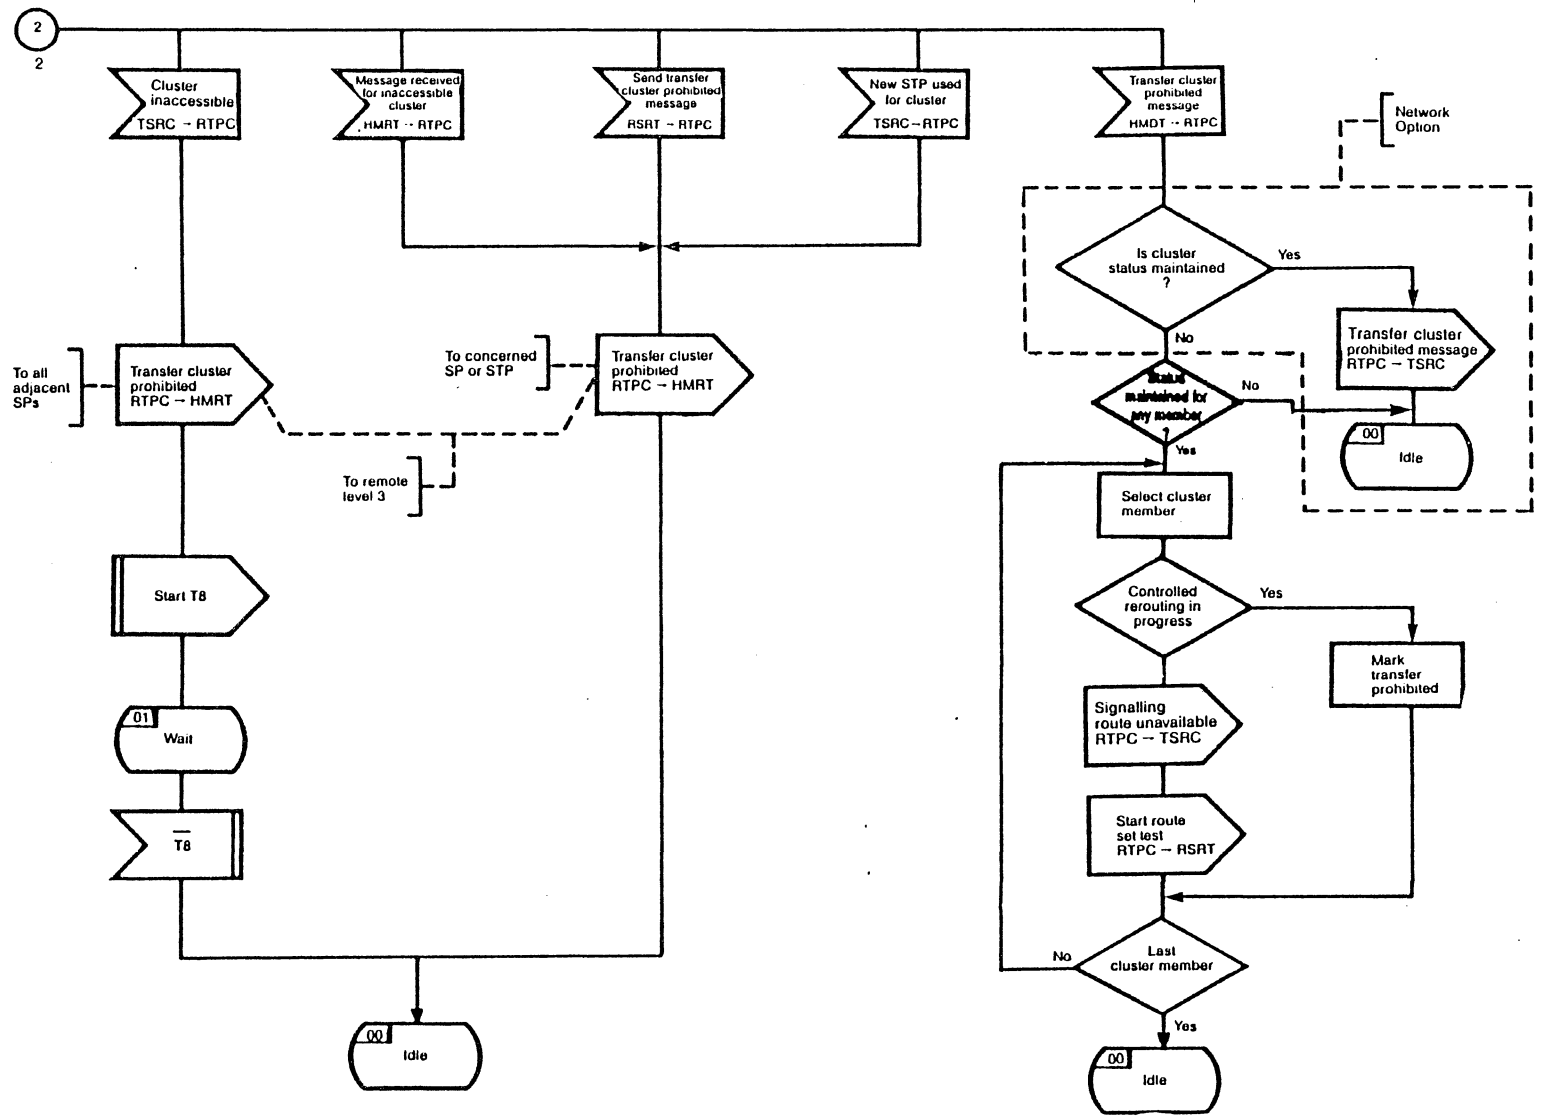 2
2
Cluster
inaccessible
TSRC → RTPC
Message received
for inaccessible
cluster
HMRT → RTPC
Send transfer
cluster prohibited
message
RSRT → RTPC
New STP used
for cluster
TSRC → RTPC
Transfer cluster
prohibited
message
HMDT → RTPC
Network
Option
Is cluster
status maintained
?
Yes
No
Transfer cluster
prohibited message
RTPC → TSRC
To all
adjacent
SPs
Transfer cluster
prohibited
RTPC → HMRT
To concerned
SP or STP
Transfer cluster
prohibited
RTPC → HMRT
To remote
level 3
Status
maintained for
any member
?
No
Yes
00
Idle
Select cluster
member
Start T8
Controlled
rerouting in
progress
Yes
Mark
transfer
prohibited
01
Wait
Signalling
route unavailable
RTPC → TSRC
T8
Start route
set test
RTPC → RSRT
Last
cluster member
No
Yes
00
Idle
00
Idle